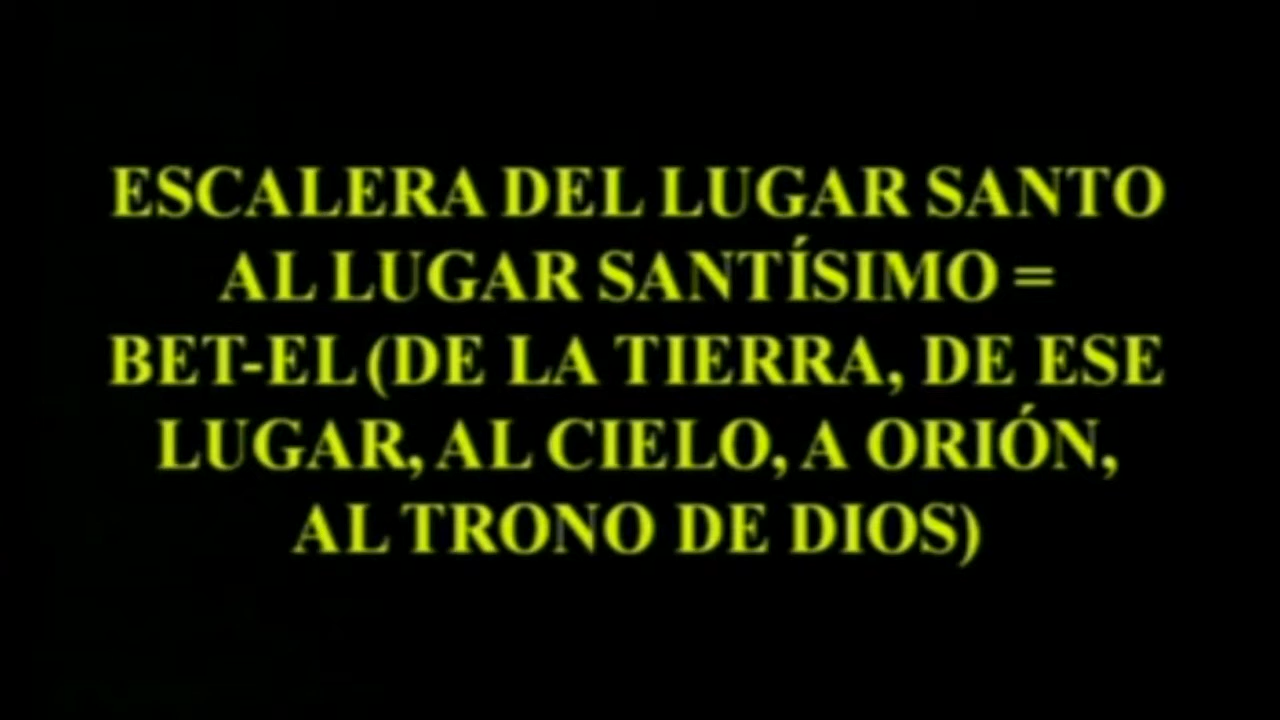 ESCALERA DEL LUGAR SANTO
AL LUGAR SANTÍSIMO =
BET-EL (DE LA TIERRA, DE ESE
LUGAR, AL CIELO, A ORIÓN,
AL TRONO DE DIOS)